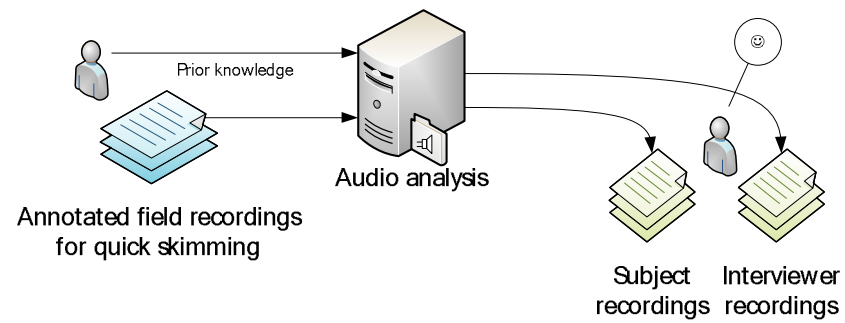 Prior knowledge
Audio analysis
Annotated field recordings
for quick skimming
Subject
recordings
Interviewer
recordings